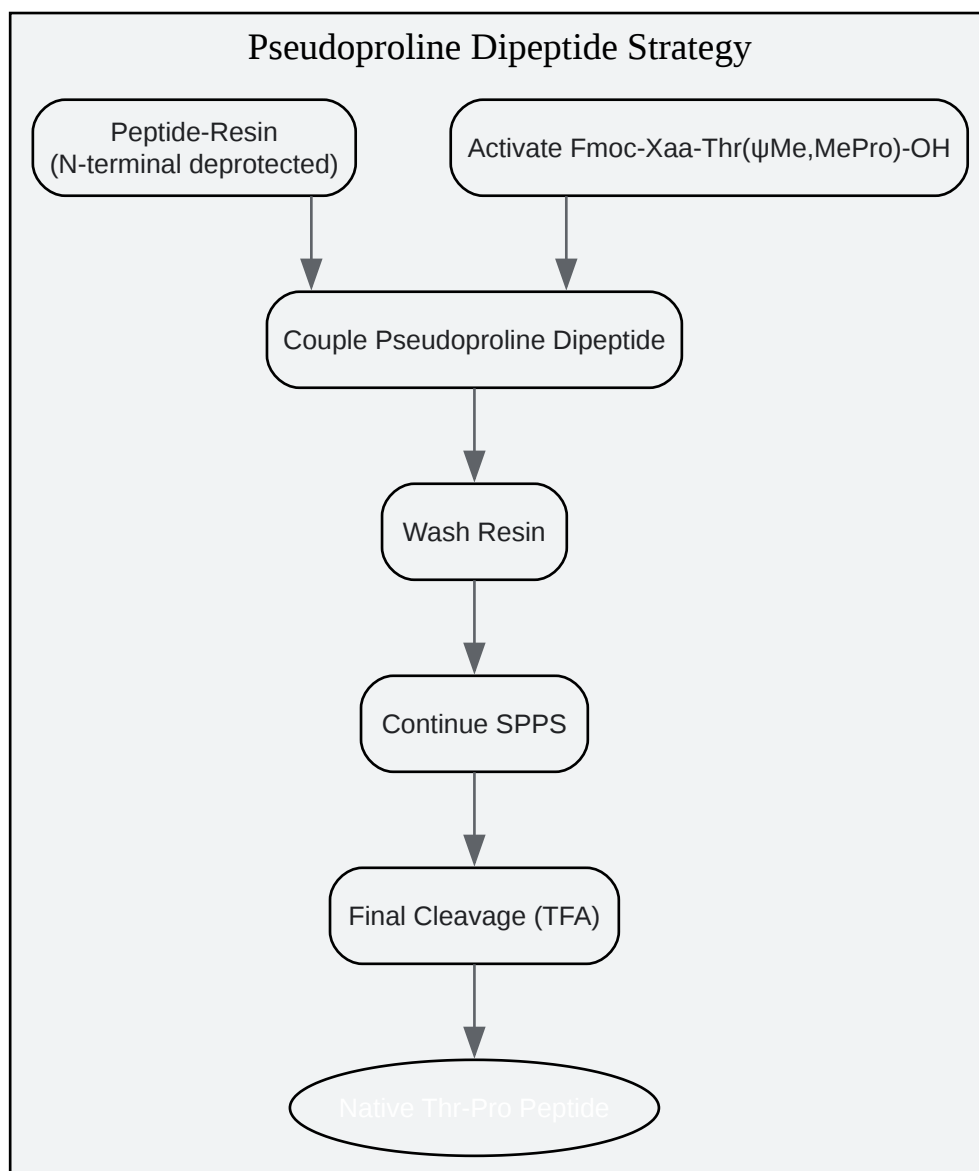 Pseudoproline Dipeptide Strategy
Peptide-Resin
(N-terminal deprotected)
Activate Fmoc-Xaa-Thr(ψMe,MePro)-OH
Couple Pseudoproline Dipeptide
Wash Resin
Continue SPPS
Final Cleavage (TFA)
Native Thr-Pro Peptide